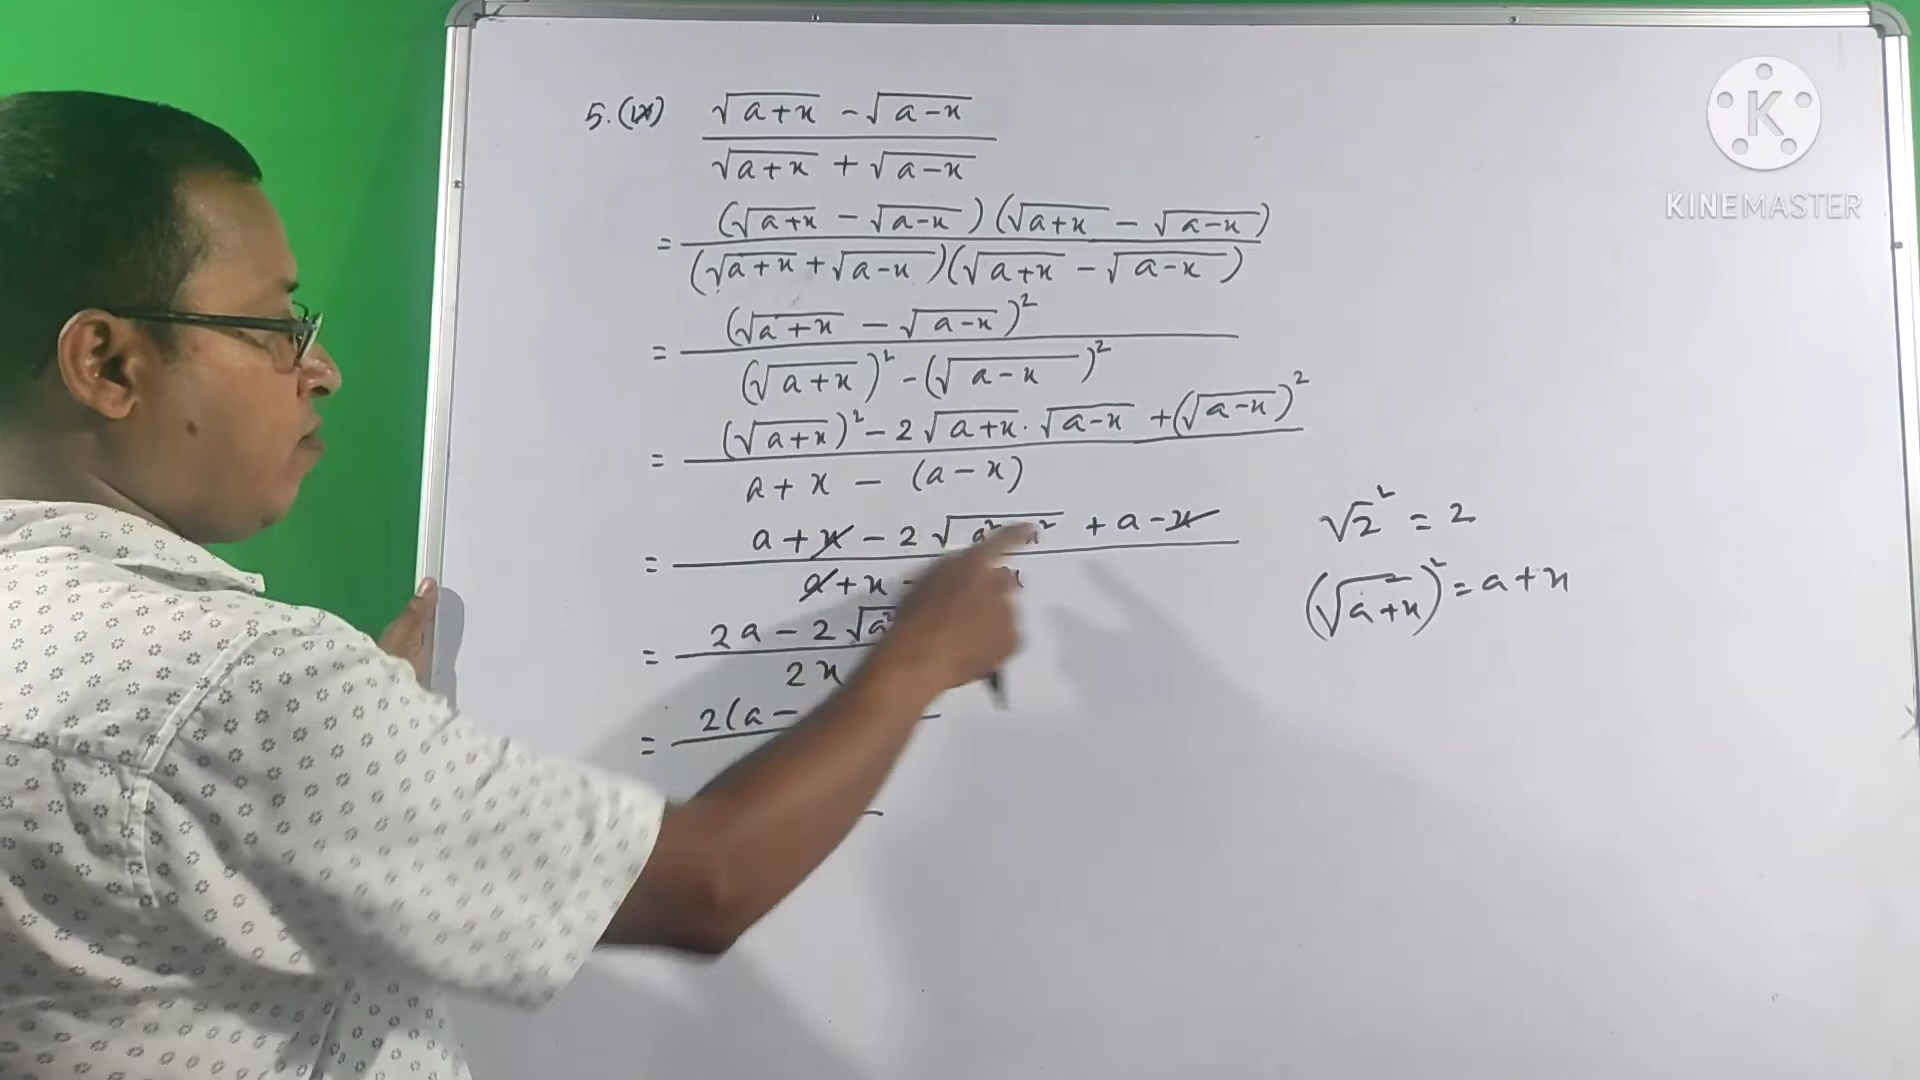 5.(ix) √(a+x) - √(a-x)
√(a+x) + √(a-x)
= (√(a+x) - √(a-x))(√(a+x) - √(a-x))
(√(a+x) + √(a-x))(√(a+x) - √(a-x))
= (√(a+x) - √(a-x))²
(√(a+x))² - (√(a-x))²
= (√(a+x))² - 2√(a+x) · √(a-x) + (√(a-x))²
a + x - (a - x)
= a + x - 2√(a² x²) + a - x
a + x - x
= 2a - 2√a²
2x
= 2(a -
√2² = 2
(√(a+x))² = a + x
K
KINEMASTER